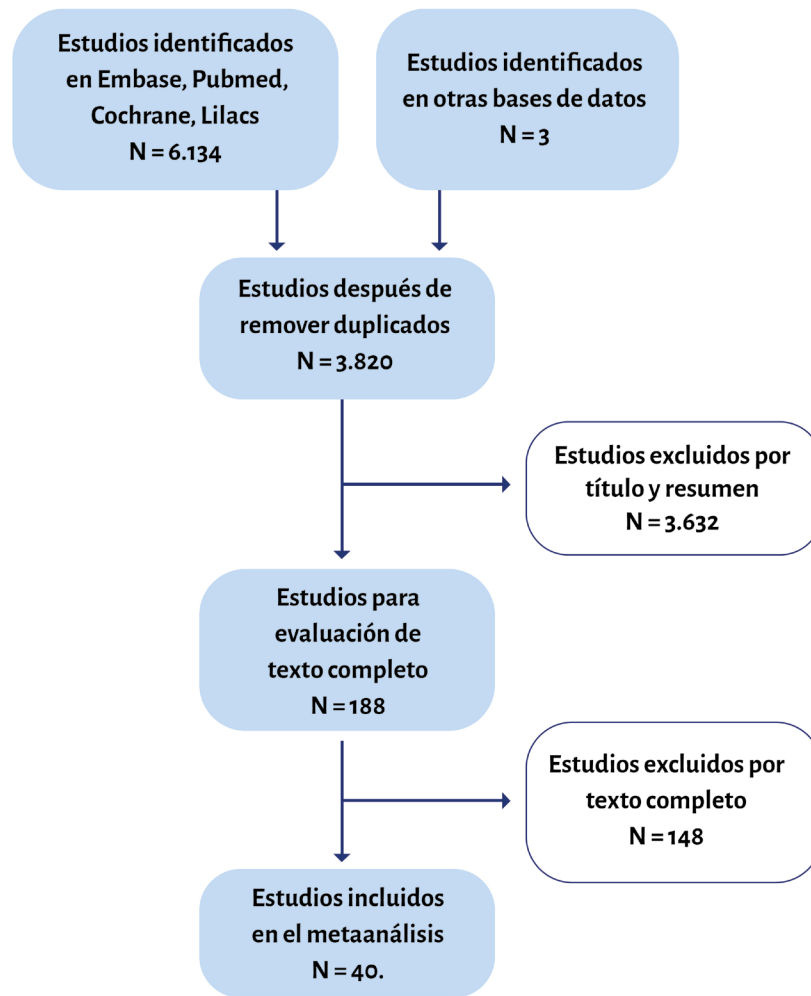 Estudios identificados
en Embase, Pubmed,
Cochrane, Lilacs
N = 6.134
Estudios identificados
en otras bases de datos
N = 3
Estudios después de
remover duplicados
N = 3.820
Estudios excluidos por
título y resumen
N = 3.632
Estudios para
evaluación de
texto completo
N = 188
Estudios excluidos por
texto completo
N = 148
Estudios incluidos
en el metaanálisis
N = 40.